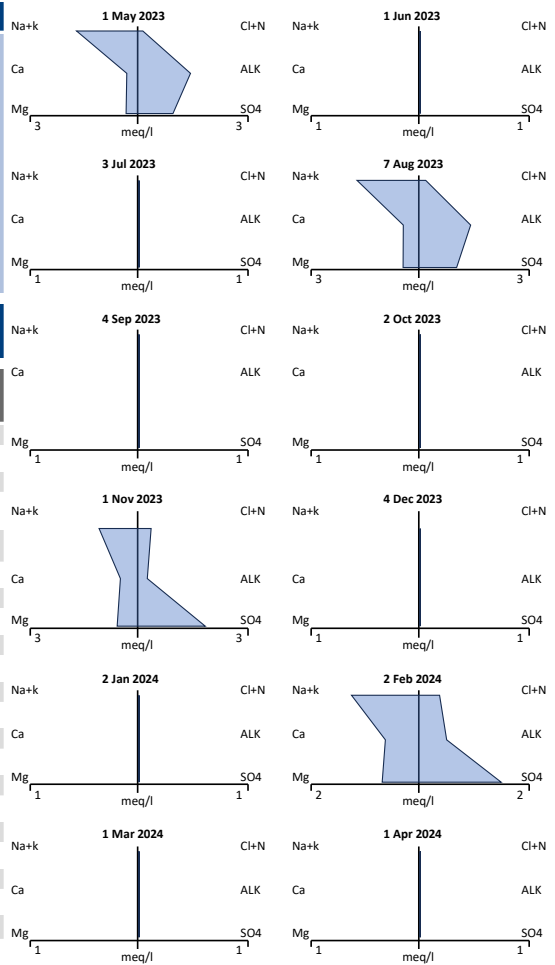 1 May 2023
Na+k Cl+N
Ca ALK
Mg SO4
3 3
meq/l
1 Jun 2023
Na+k Cl+N
Ca ALK
Mg SO4
1 1
meq/l
3 Jul 2023
Na+k Cl+N
Ca ALK
Mg SO4
1 1
meq/l
7 Aug 2023
Na+k Cl+N
Ca ALK
Mg SO4
3 3
meq/l
4 Sep 2023
Na+k Cl+N
Ca ALK
Mg SO4
1 1
meq/l
2 Oct 2023
Na+k Cl+N
Ca ALK
Mg SO4
1 1
meq/l
1 Nov 2023
Na+k Cl+N
Ca ALK
Mg SO4
3 3
meq/l
4 Dec 2023
Na+k Cl+N
Ca ALK
Mg SO4
1 1
meq/l
2 Jan 2024
Na+k Cl+N
Ca ALK
Mg SO4
1 1
meq/l
2 Feb 2024
Na+k Cl+N
Ca ALK
Mg SO4
2 2
meq/l
1 Mar 2024
Na+k Cl+N
Ca ALK
Mg SO4
1 1
meq/l
1 Apr 2024
Na+k Cl+N
Ca ALK
Mg SO4
1 1
meq/l